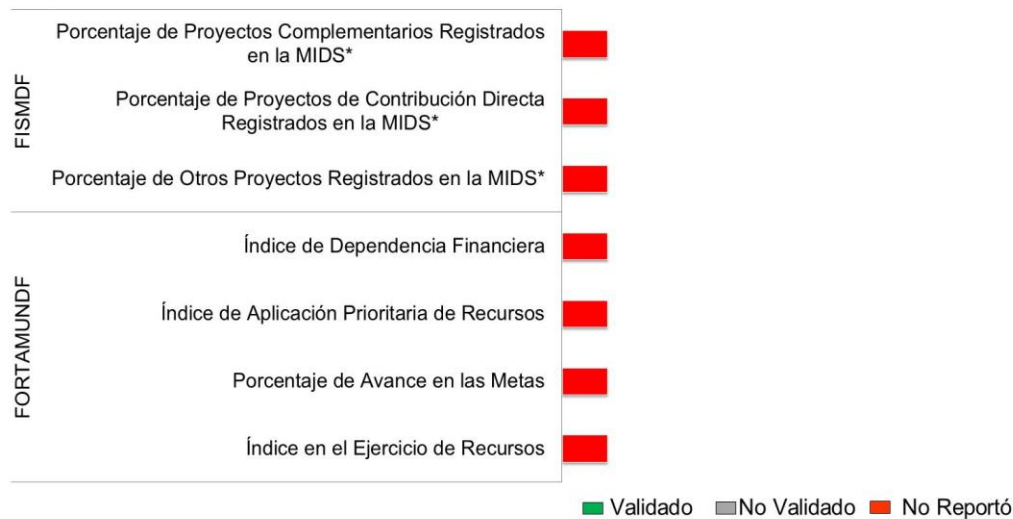 FISMDF
Porcentaje de Proyectos Complementarios Registrados
en la MIDS*
Porcentaje de Proyectos de Contribución Directa
Registrados en la MIDS*
Porcentaje de Otros Proyectos Registrados en la MIDS*
FORTAMUNDF
Índice de Dependencia Financiera
Índice de Aplicación Prioritaria de Recursos
Porcentaje de Avance en las Metas
Índice en el Ejercicio de Recursos
Validado No Validado No Reportó